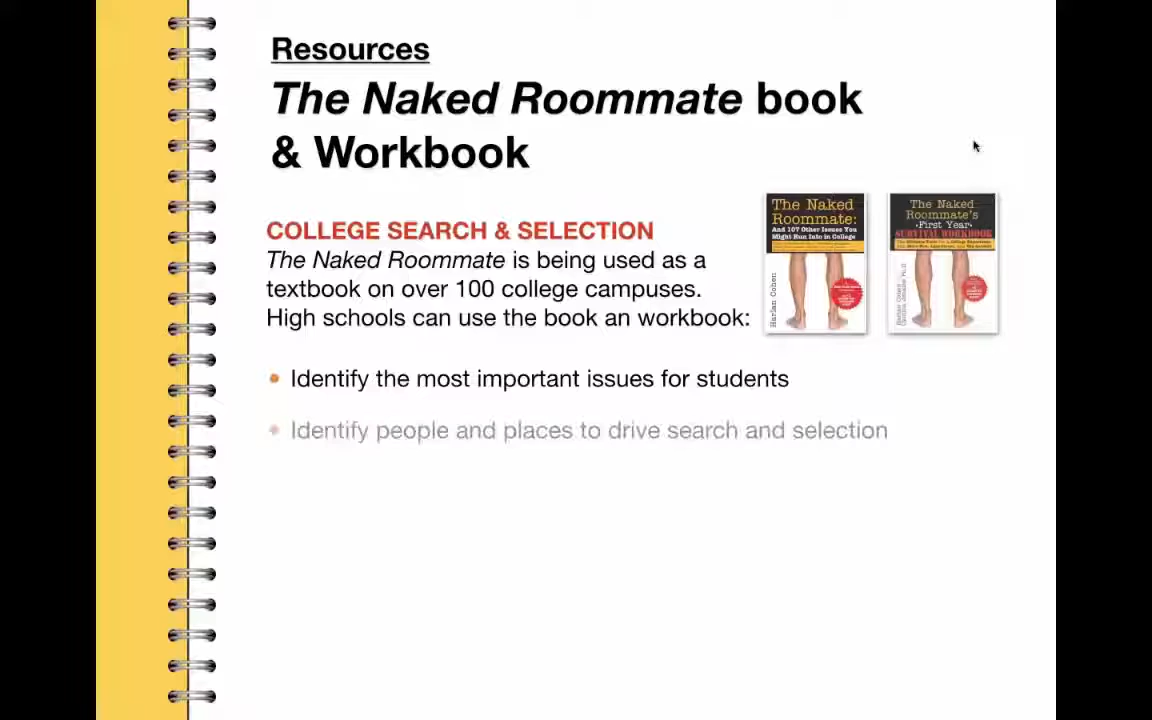 Resources
The Naked Roommate book
& Workbook
COLLEGE SEARCH & SELECTION
The Naked Roommate is being used as a
textbook on over 100 college campuses.
High schools can use the book an workbook:
• Identify the most important issues for students
• Identify people and places to drive search and selection
The Naked
Roommate:
And 107 Other Issues You
Might Run Into in College
Harlan Cohen
The Naked
Roommate's
First Year
SURVIVAL WORKBOOK